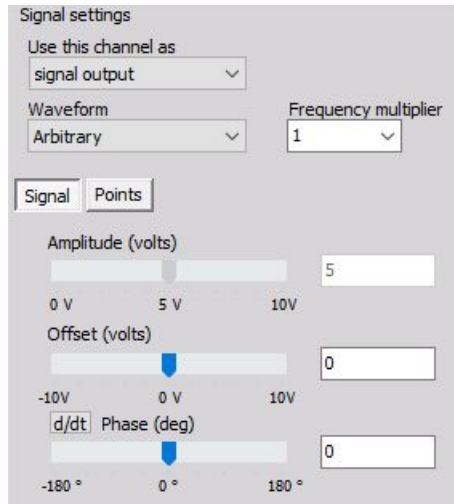 Signal settings
Use this channel as
signal output
Waveform Frequency multiplier
Arbitrary 1
Signal Points
Amplitude (volts)
5
0 V 5 V 10V
Offset (volts)
0
-10V 0 V 10V
d/dt Phase (deg)
0
-180 ° 0 ° 180 °